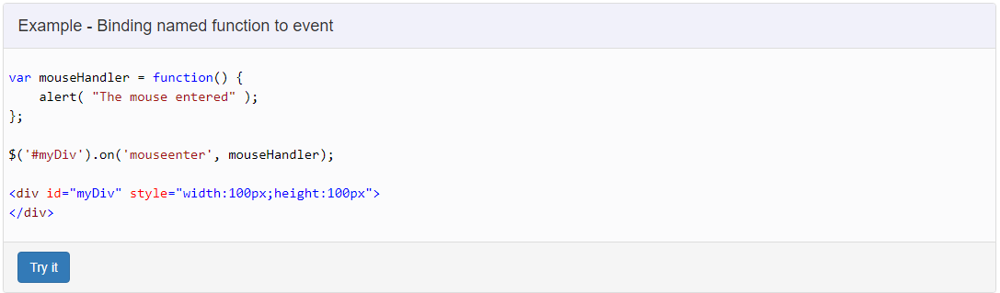 Example - Binding named function to event
var mouseHandler = function() {
    alert( "The mouse entered" );
};
$('#myDiv').on('mouseenter', mouseHandler);
<div id="myDiv" style="width:100px;height:100px">
</div>
Try it